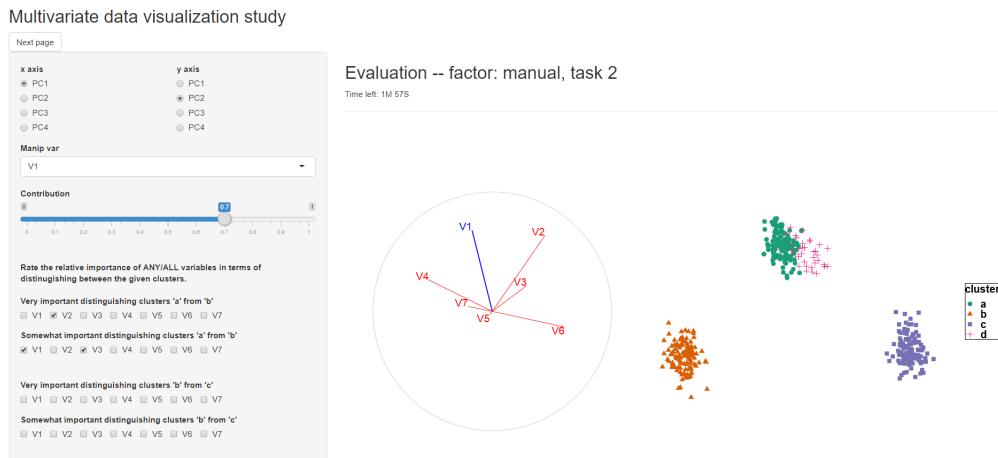 Multivariate data visualization study
Next page
x axis
y axis
PC1
PC1
PC2
PC2
PC3
PC3
PC4
PC4
Manip var
V1
Contribution
0 0.7 1
0 0.1 0.2 0.3 0.4 0.5 0.6 0.7 0.8 0.9 1
Rate the relative importance of ANY/ALL variables in terms of
distinuglishing between the given clusters.
Very important distinguishing clusters 'a' from 'b'
V1 V2 V3 V4 V5 V6 V7
Somewhat important distinguishing clusters 'a' from 'b'
V1 V2 V3 V4 V5 V6 V7
Very important distinguishing clusters 'b' from 'c'
V1 V2 V3 V4 V5 V6 V7
Somewhat important distinguishing clusters 'b' from 'c'
V1 V2 V3 V4 V5 V6 V7
Evaluation -- factor: manual, task 2
Time left: 1M 57S
V1
V2
V4
V3
V7
V5
V6
cluster
a
b
c
d